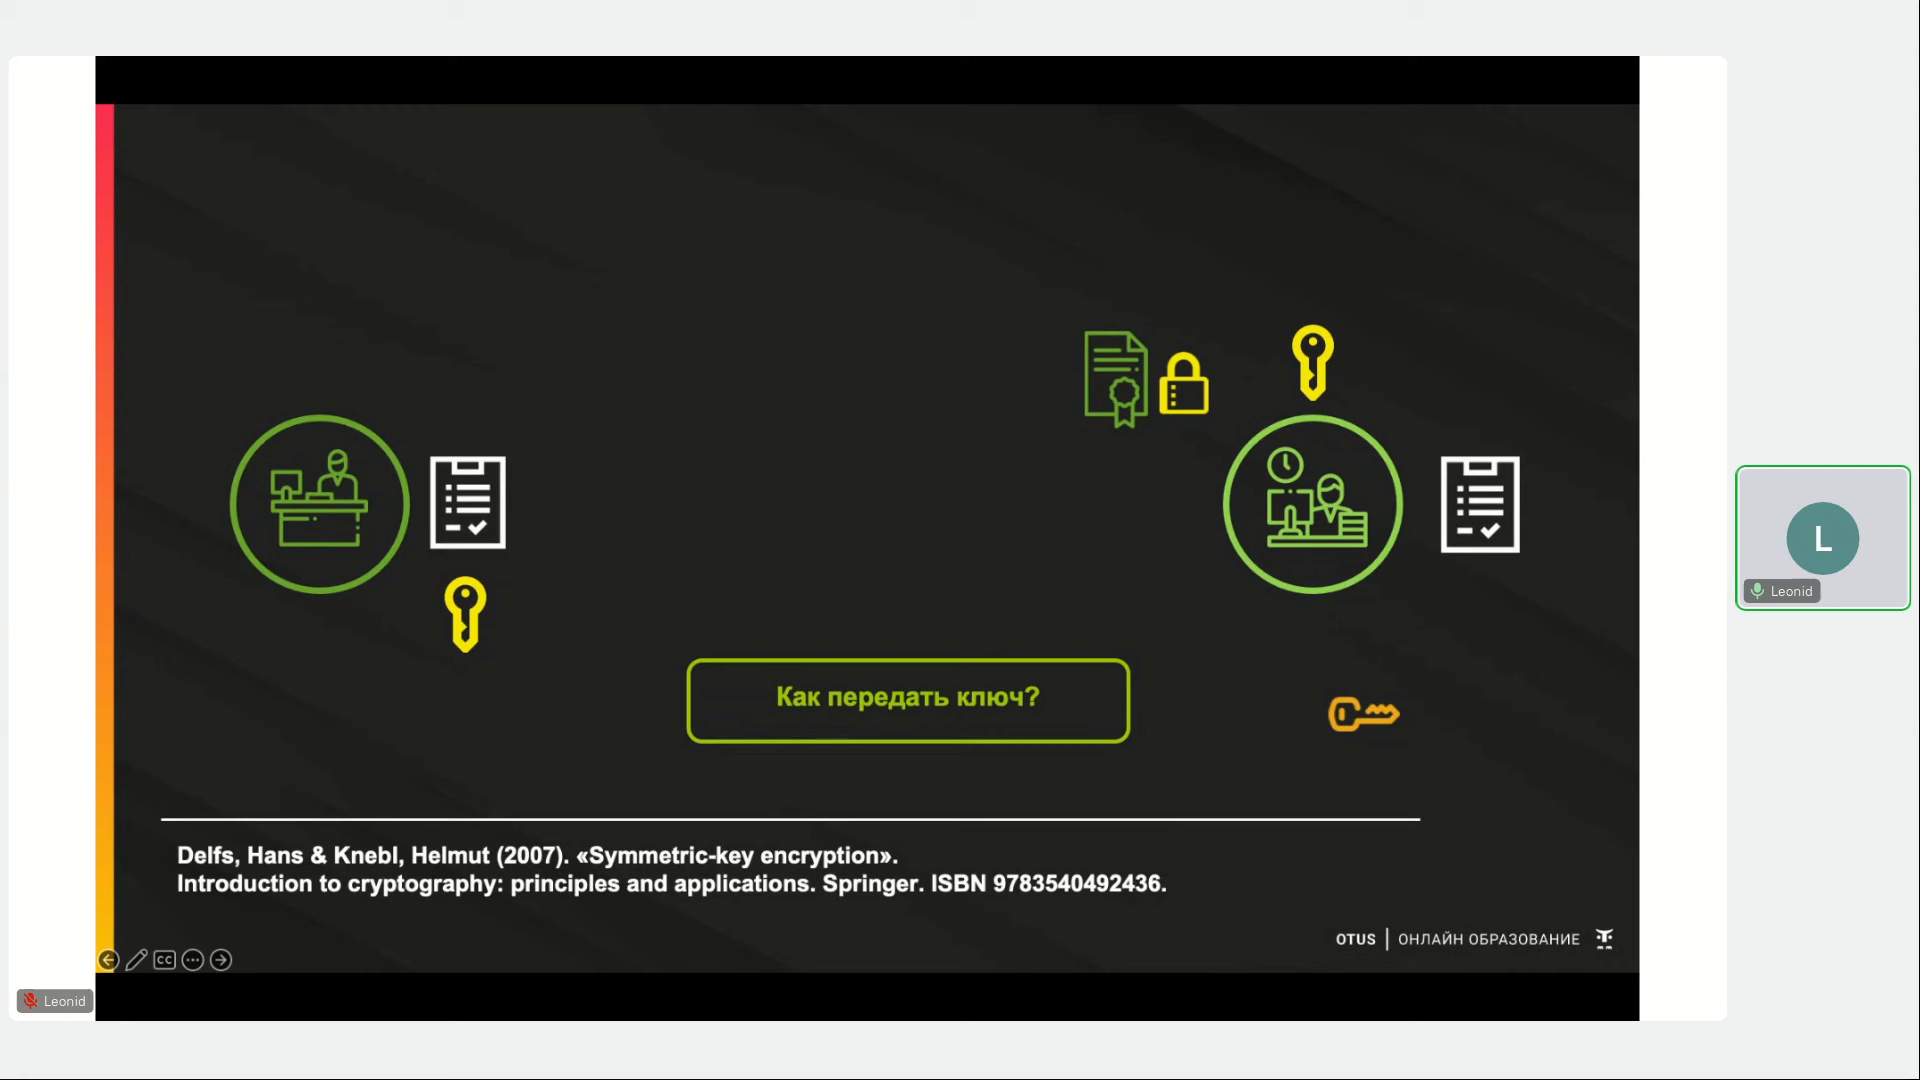 Как передать ключ?
Delfs, Hans & Knebl, Helmut (2007). «Symmetric-key encryption».
Introduction to cryptography: principles and applications. Springer. ISBN 9783540492436.
OTUS | ОНЛАЙН ОБРАЗОВАНИЕ
CC
Leonid
L
Leonid